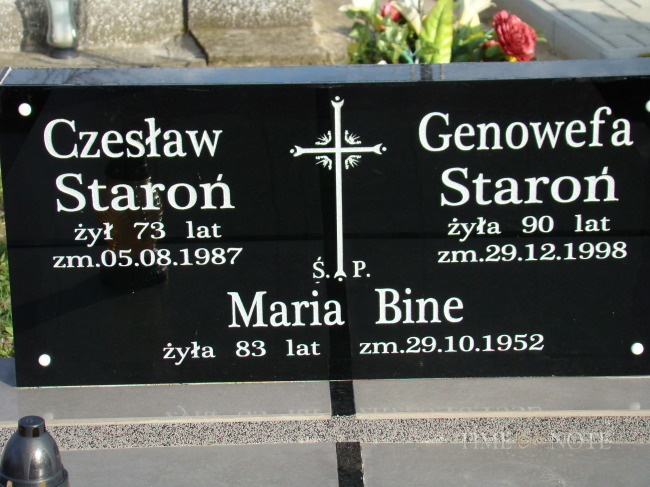 Czesław
Staroń
żył 73 lat
zm.05.08.1987
Genowefa
Staroń
żyła 90 lat
zm.29.12.1998
Ś. P.
Maria Bine
żyła 83 lat zm.29.10.1952